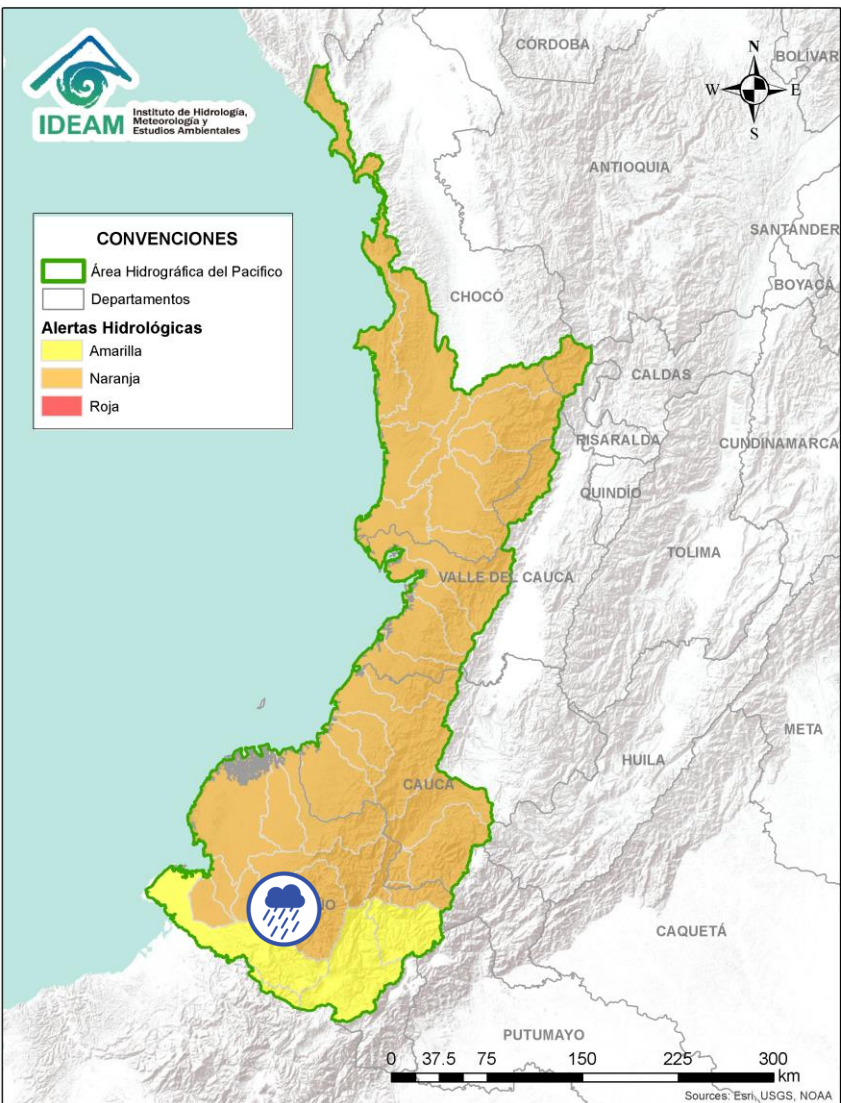 IDEAM
Instituto de Hidrología,
Meteorología y
Estudios Ambientales
CÓRDOBA
BOLÍVAR
N
W
E
S
ANTIOQUIA
SANTANDER
BOYACÁ
CONVENCIONES
Área Hidrográfica del Pacifico
Departamentos
Alertas Hidrológicas
Amarilla
Naranja
Roja
CHOCÓ
CALDAS
RISARALDA
CUNDINAMARCA
QUINDÍO
TOLIMA
VALLE DEL CAUCA
META
HUILA
CAUCA
ÑO
CAQUETÁ
PUTUMAYO
0 37.5 75 150 225 300
km
Sources: Esri, USGS, NOAA